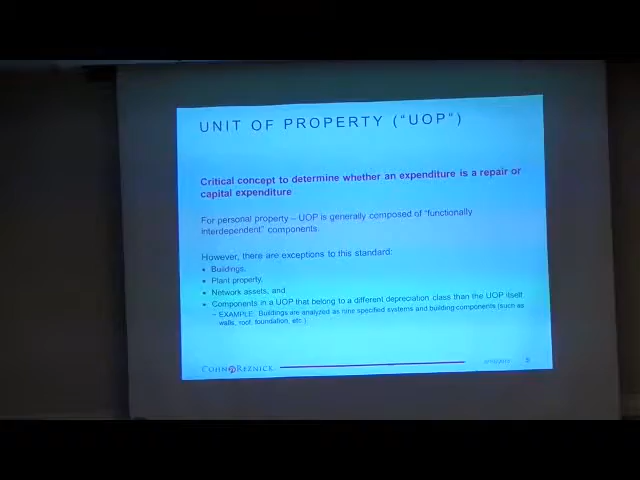 UNIT OF PROPERTY ("UOP")
Critical concept to determine whether an expenditure is a repair or
capital expenditure
For personal property – UOP is generally composed of "functionally
interdependent" components.
However, there are exceptions to this standard:
• Buildings,
• Plant property,
• Network assets, and,
• Components in a UOP that belong to a different depreciation class than the UOP itself
– EXAMPLE: Buildings are analyzed as nine specified systems and building components (such as
walls, roof, foundation, etc.)
COHNREZNICK